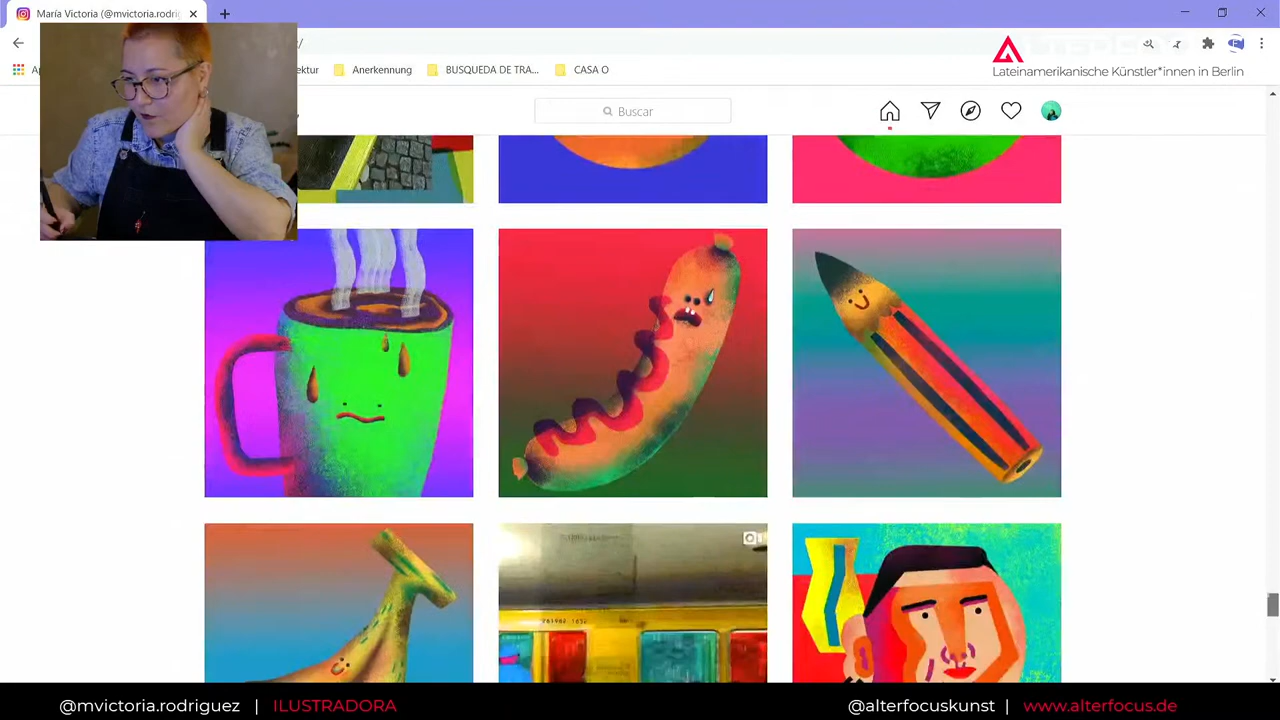 María Victoria (@mvictoria.rodrig
Lateinamerikanische Künstler*innen in Berlin
Anerkennung
BUSQUEDA DE TRA...
CASA O
Buscar
@mvictoria.rodriguez | ILUSTRADORA
@alterfocuskunst | www.alterfocus.de